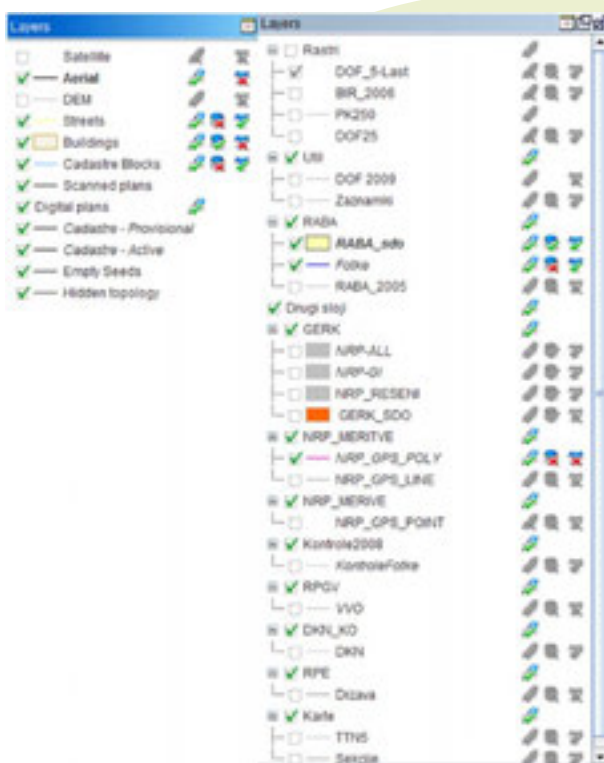 Layers
Satellite
Aerial
DEM
Streets
Buildings
Cadastre Blocks
Scanned plans
Digital plans
Cadastre - Provisional
Cadastre - Active
Empty Seeds
Hidden topology
Layers
Rastri
DOF_5-Last
BIR_2006
PK250
DOF25
Util
DOF 2009
Zaznamki
RABA
RABA_sdo
Fotke
RABA_2005
Drugi sloji
GERK
NRP-ALL
NRP-GI
NRP_RESENI
GERK_SDO
NRP_MERITVE
NRP_GPS_POLY
NRP_GPS_LINE
NRP_MERIVE
NRP_GPS_POINT
Kontrole2008
KontroleFotke
RPGV
VVO
DKN_KO
DKN
RPE
Drzava
Karte
TTN5
Sekcije